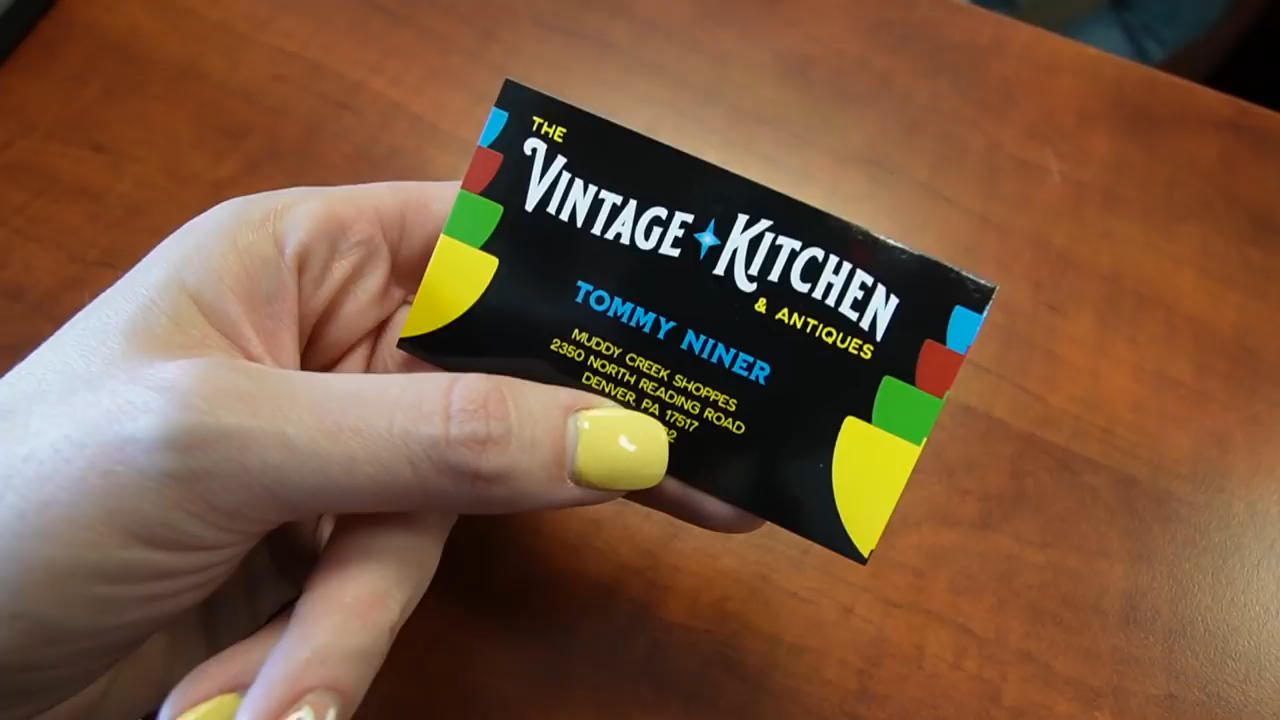 THE
VINTAGE KITCHEN
& ANTIQUES
TOMMY NINER
MUDDY CREEK SHOPPES
2350 NORTH READING ROAD
DENVER, PA 17517